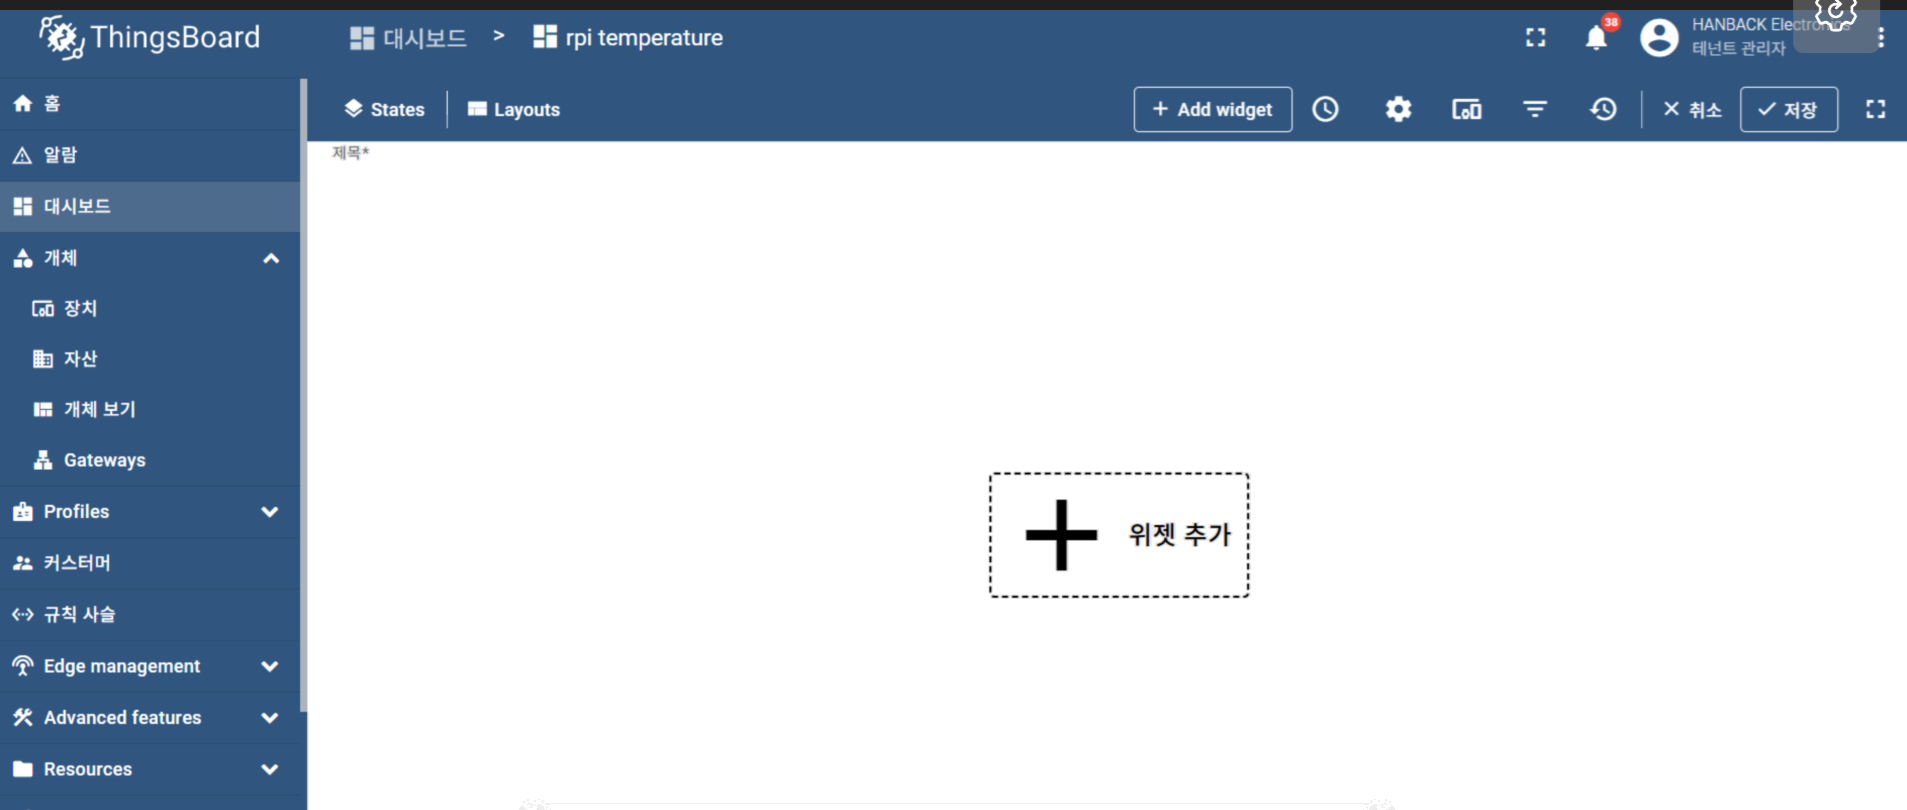 ThingsBoard
대시보드 > rpi temperature
38
HANBACK Electronics
테넌트 관리자
홈
알람
대시보드
개체
장치
자산
개체 보기
Gateways
Profiles
커스터머
규칙 사슬
Edge management
Advanced features
Resources
States
Layouts
+ Add widget
취소
저장
제목*
위젯 추가